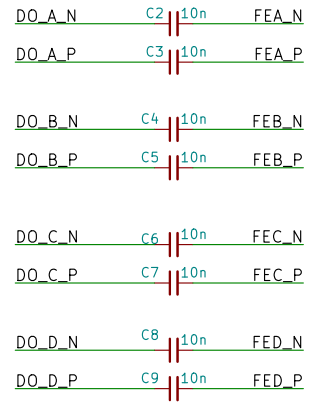 DO_A_N C2 10n FEA_N
DO_A_P C3 10n FEA_P
DO_B_N C4 10n FEB_N
DO_B_P C5 10n FEB_P
DO_C_N C6 10n FEC_N
DO_C_P C7 10n FEC_P
DO_D_N C8 10n FED_N
DO_D_P C9 10n FED_P